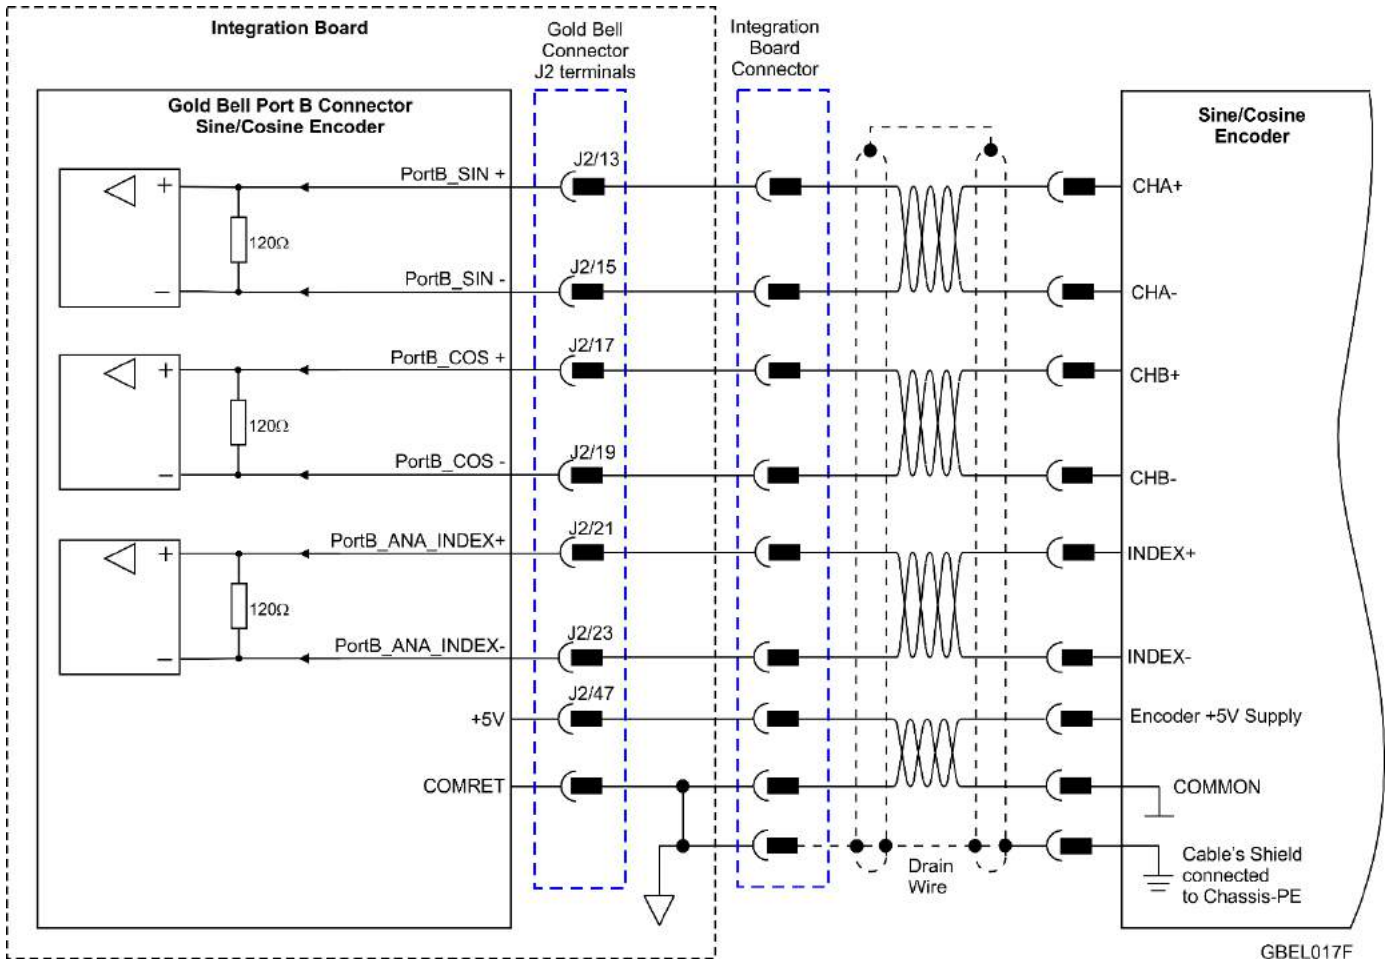 Integration Board
Gold Bell
Connector
J2 terminals
Integration
Board
Connector
Gold Bell Port B Connector
Sine/Cosine Encoder
Sine/Cosine
Encoder
+
PortB_SIN +
J2/13
CHA+
120Ω
−
PortB_SIN -
J2/15
CHA-
+
PortB_COS +
J2/17
CHB+
120Ω
−
PortB_COS -
J2/19
CHB-
+
PortB_ANA_INDEX+
J2/21
INDEX+
120Ω
−
PortB_ANA_INDEX-
J2/23
INDEX-
+5V
J2/47
Encoder +5V Supply
COMRET
COMMON
Drain
Wire
Cable's Shield
connected
to Chassis-PE
GBEL017F